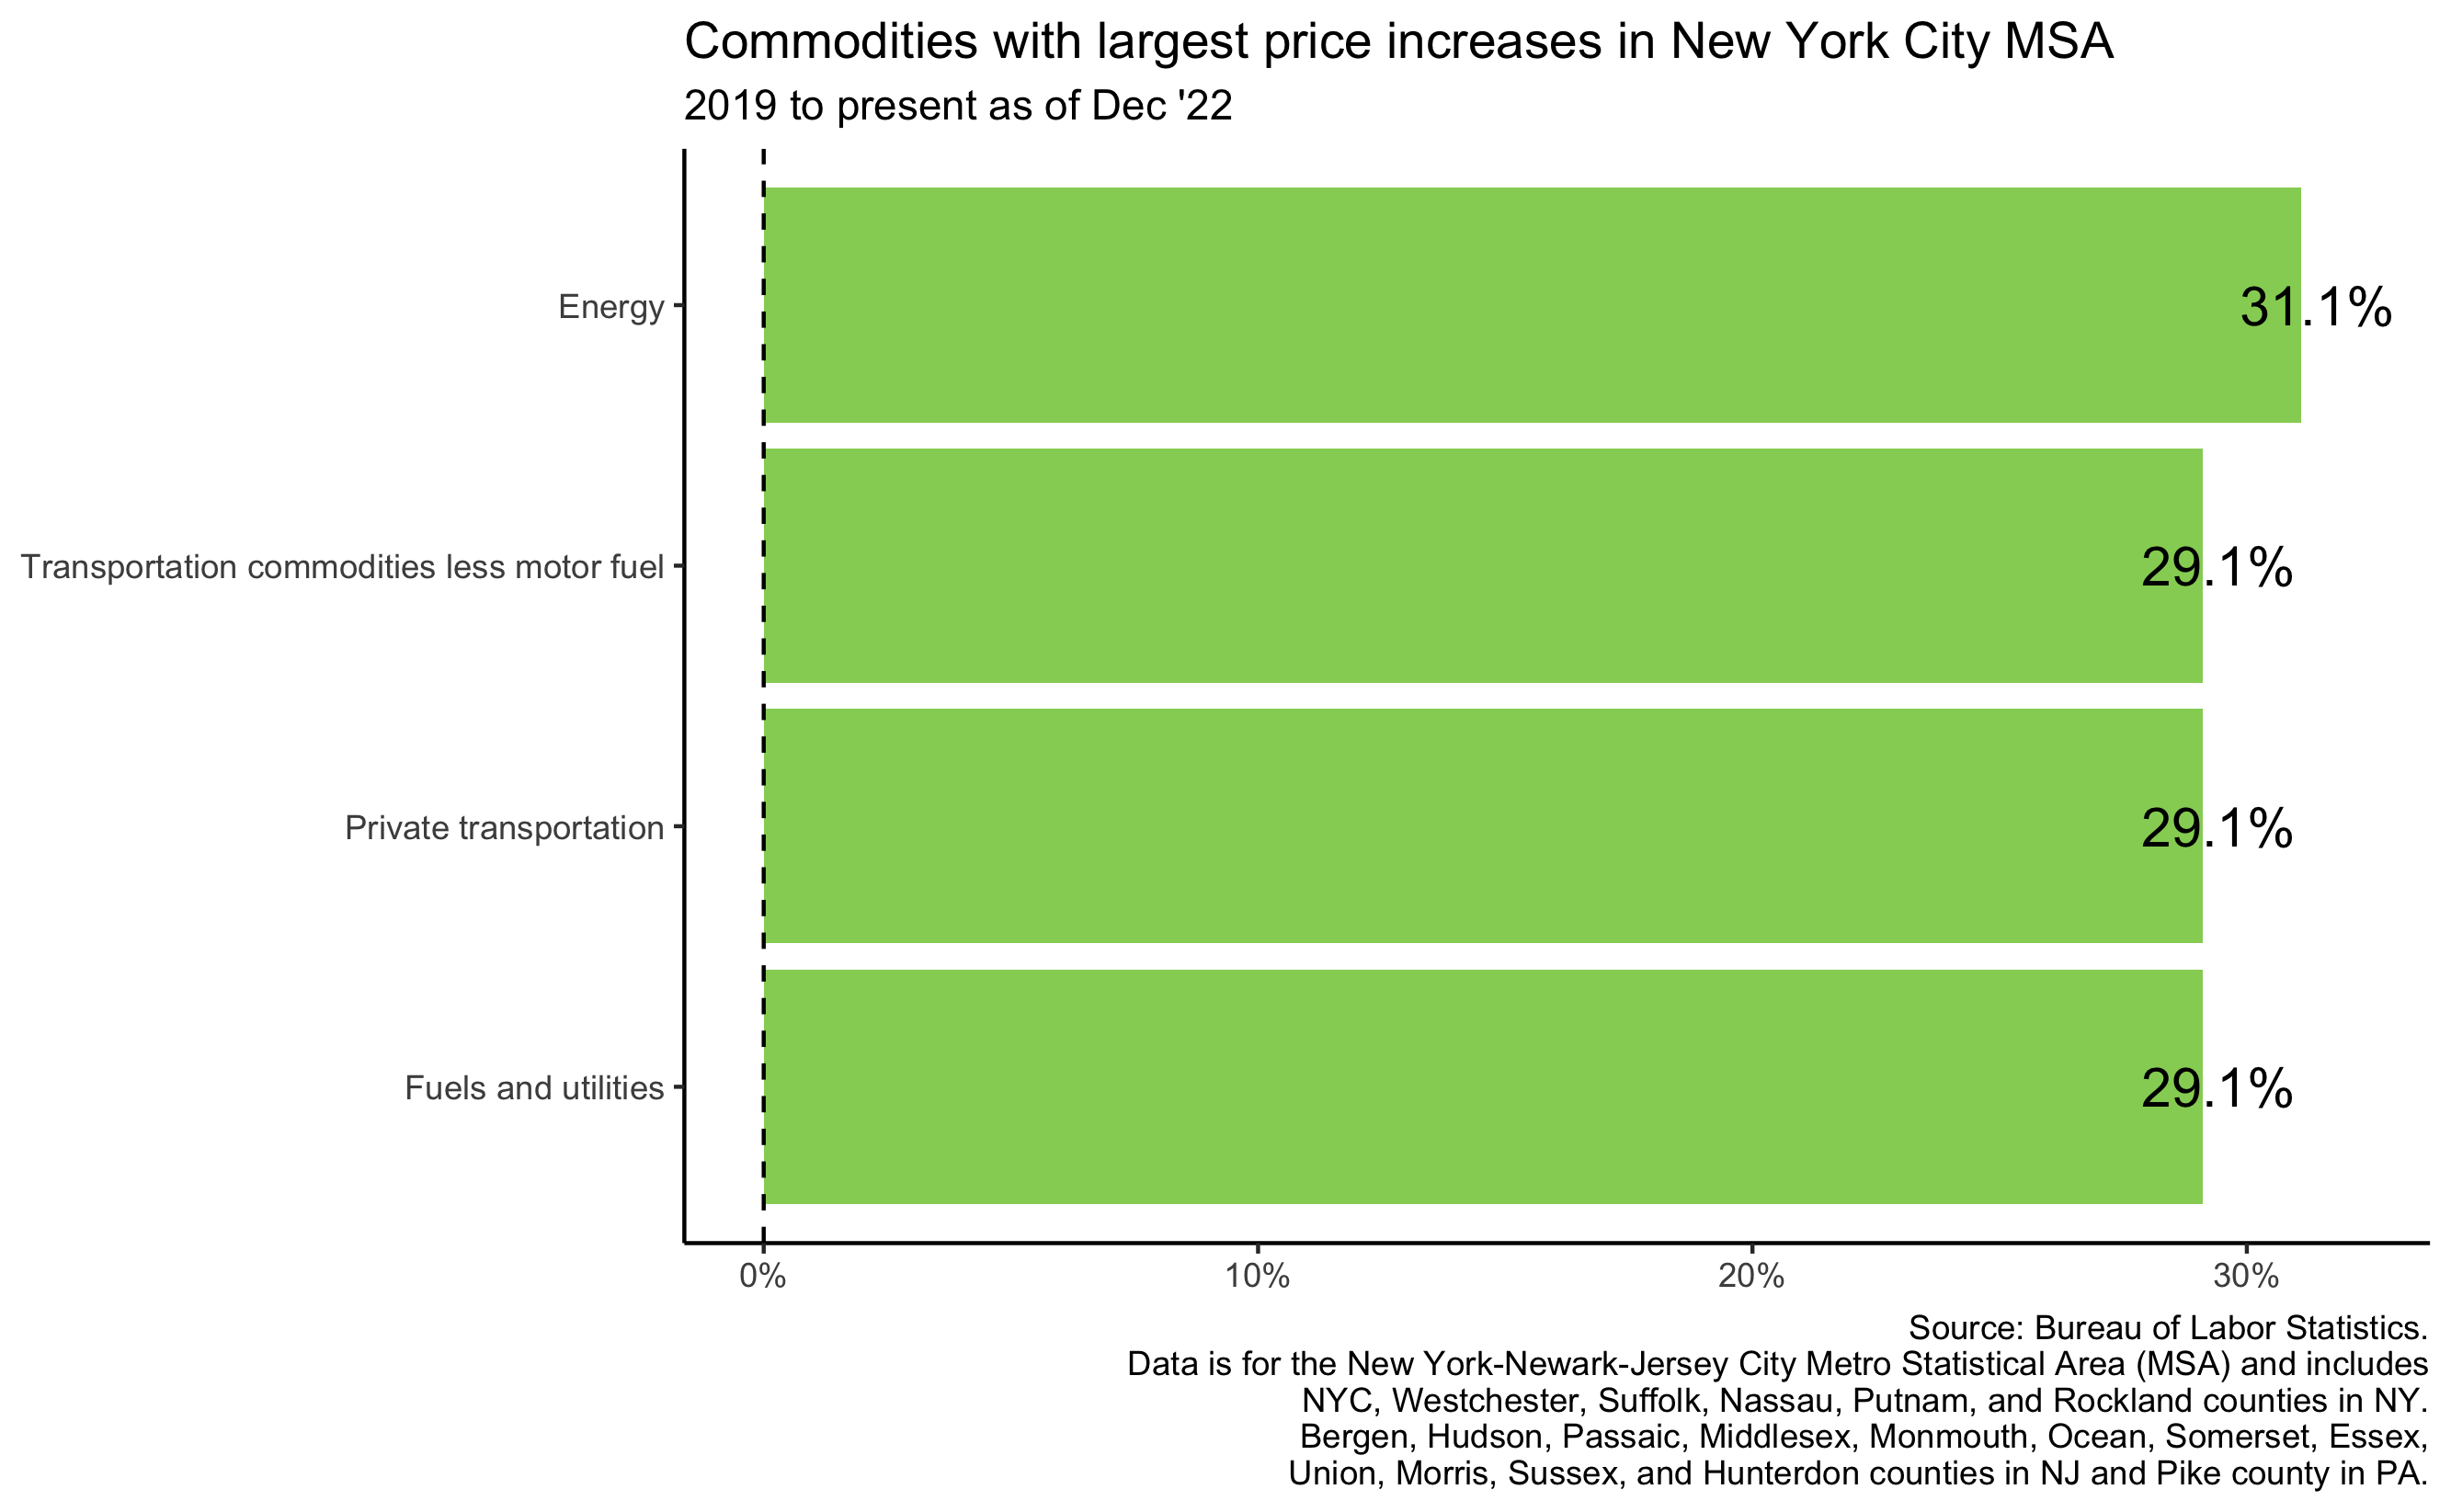 Commodities with largest price increases in New York City MSA
2019 to present as of Dec '22
Energy
31.1%
Transportation commodities less motor fuel
29.1%
Private transportation
29.1%
Fuels and utilities
29.1%
0%
10%
20%
30%
Source: Bureau of Labor Statistics.
Data is for the New York-Newark-Jersey City Metro Statistical Area (MSA) and includes
NYC, Westchester, Suffolk, Nassau, Putnam, and Rockland counties in NY.
Bergen, Hudson, Passaic, Middlesex, Monmouth, Ocean, Somerset, Essex,
Union, Morris, Sussex, and Hunterdon counties in NJ and Pike county in PA.